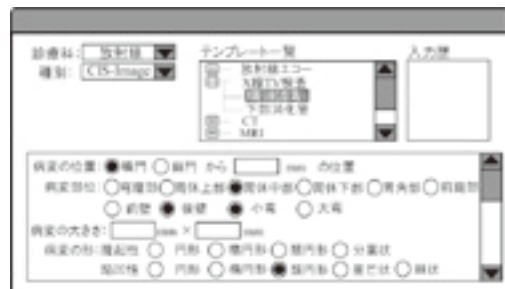 診療科: 放射線 テンプレート一覧 入力歴
種別: CIS-Image 放射線エコー
X線TV検査
下部消化管
CT
MRI
病変の位置: 噴門 幽門 から mm の位置
病変部位: 穹窿部 胃体上部 胃体中部 胃体下部 胃角部 前庭部
前壁 後壁 小弯 大弯
病変の大きさ: mm × mm
病変の形: 隆起性 円形 楕円形 類円形 分葉状
陥凹性 円形 楕円形 類円形 星芒状 線状